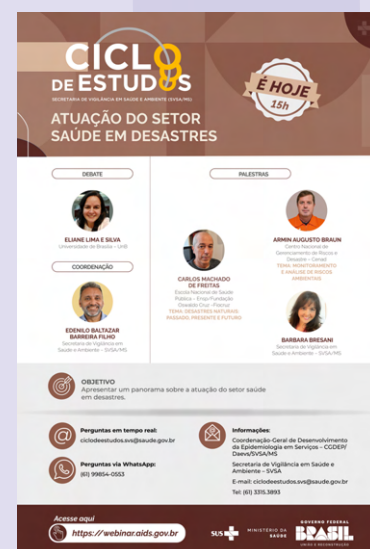 CICLOS
DE ESTUDOS
SECRETARIA DE VIGILÂNCIA EM SAÚDE E AMBIENTE (SVSA/MS)
É HOJE
15h
ATUAÇÃO DO SETOR
SAÚDE EM DESASTRES
DEBATE
ELIANE LIMA E SILVA
Universidade de Brasília – UnB
COORDENAÇÃO
EDENILO BALTAZAR
BARREIRA FILHO
Secretaria de Vigilância em
Saúde e Ambiente – SVSA/MS
PALESTRAS
CARLOS MACHADO
DE FREITAS
Escola Nacional de Saúde
Pública – Ensp Fundação
Oswaldo Cruz - Fiocruz
TEMA: DESASTRES NATURAIS:
PASSADO, PRESENTE E FUTURO
ARMIN AUGUSTO BRAUN
Centro Nacional de
Gerenciamento de Riscos e
Desastre – Cenad
TEMA: MONITORAMENTO
E ANÁLISE DE RISCOS
AMBIENTAIS
BARBARA BRESANI
Secretaria de Vigilância em
Saúde e Ambiente – SVSA/MS
OBJETIVO
Apresentar um panorama sobre a atuação do setor saúde
em desastres.
Perguntas em tempo real:
ciclodeestudos.svs@saude.gov.br
Perguntas via WhatsApp:
(61) 99854-0553
Informações:
Coordenação-Geral de Desenvolvimento
da Epidemiologia em Serviços – CGDEP/
Daevs/SVSA/MS
Secretaria de Vigilância em Saúde e
Ambiente – SVSA
E-mail: ciclodeestudos.svs@saude.gov.br
Tel: (61) 3315.3893
Acesse aqui
https://webinar.aids.gov.br
SUS
MINISTÉRIO DA
SAÚDE
GOVERNO FEDERAL
BRASIL
UNIÃO E RECONSTRUÇÃO